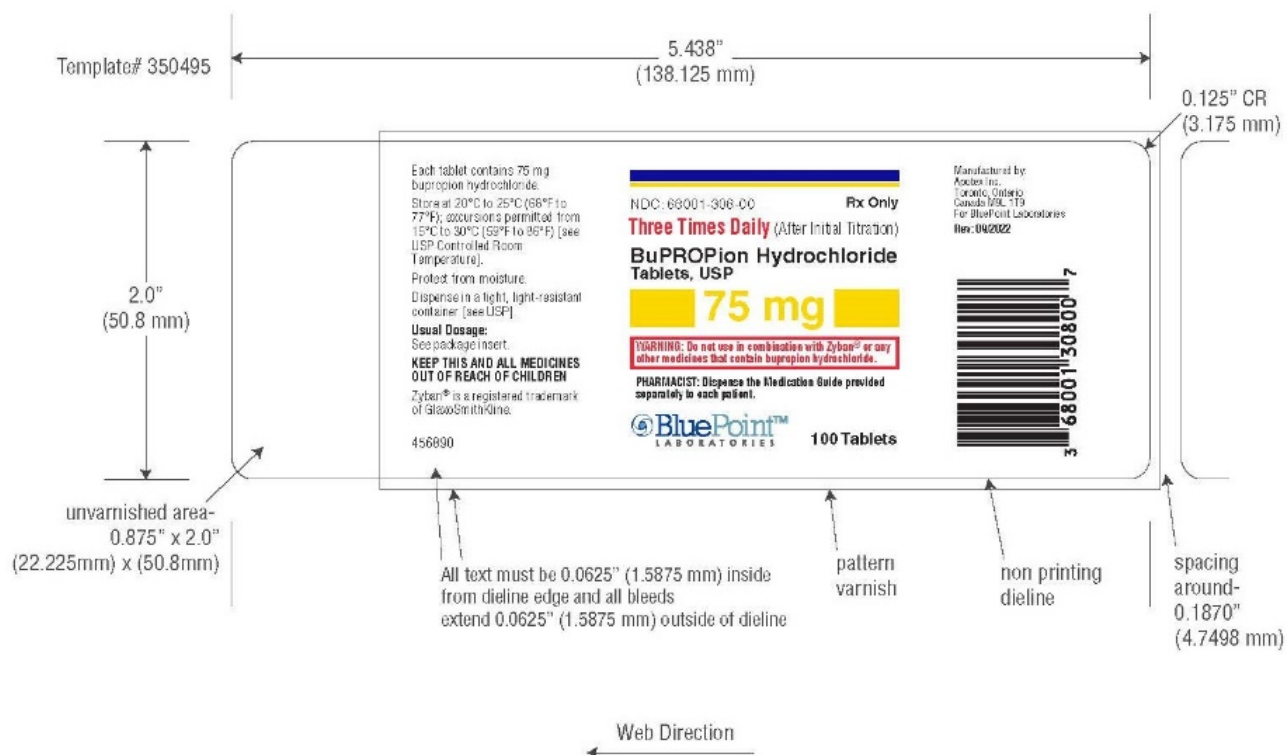 Template# 350495
5.438"
(138.125 mm)
0.125" CR
(3.175 mm)
2.0"
(50.8 mm)
Each tablet contains 75 mg
bupropion hydrochloride.
Store at 20°C to 25°C (68°F to
77°F); excursions permitted from
15°C to 30°C (59°F to 86°F) [see
USP Controlled Room
Temperature].
Protect from moisture.
Dispense in a tight, light-resistant
container [see USP].
Usual Dosage:
See package insert.
KEEP THIS AND ALL MEDICINES
OUT OF REACH OF CHILDREN
Zyban® is a registered trademark
of GlaxoSmithKline.
456890
NDC: 68001-308-00 Rx Only
Three Times Daily (After Initial Titration)
BuPROPion Hydrochloride
Tablets, USP
75 mg
WARNING: Do not use in combination with Zyban® or any
other medicines that contain bupropion hydrochloride.
PHARMACIST: Dispense the Medication Guide provided
separately to each patient.
BluePoint™
LABORATORIES
100 Tablets
Manufactured by:
Apotex Inc.
Toronto, Ontario
Canada M9L 1T9
For BluePoint Laboratories
Rev: 09/2022
3 68001 30800 7
unvarnished area-
0.875" x 2.0"
(22.225mm) x (50.8mm)
All text must be 0.0625" (1.5875 mm) inside
from dieline edge and all bleeds
extend 0.0625" (1.5875 mm) outside of dieline
pattern
varnish
non printing
dieline
spacing
around-
0.1870"
(4.7498 mm)
Web Direction